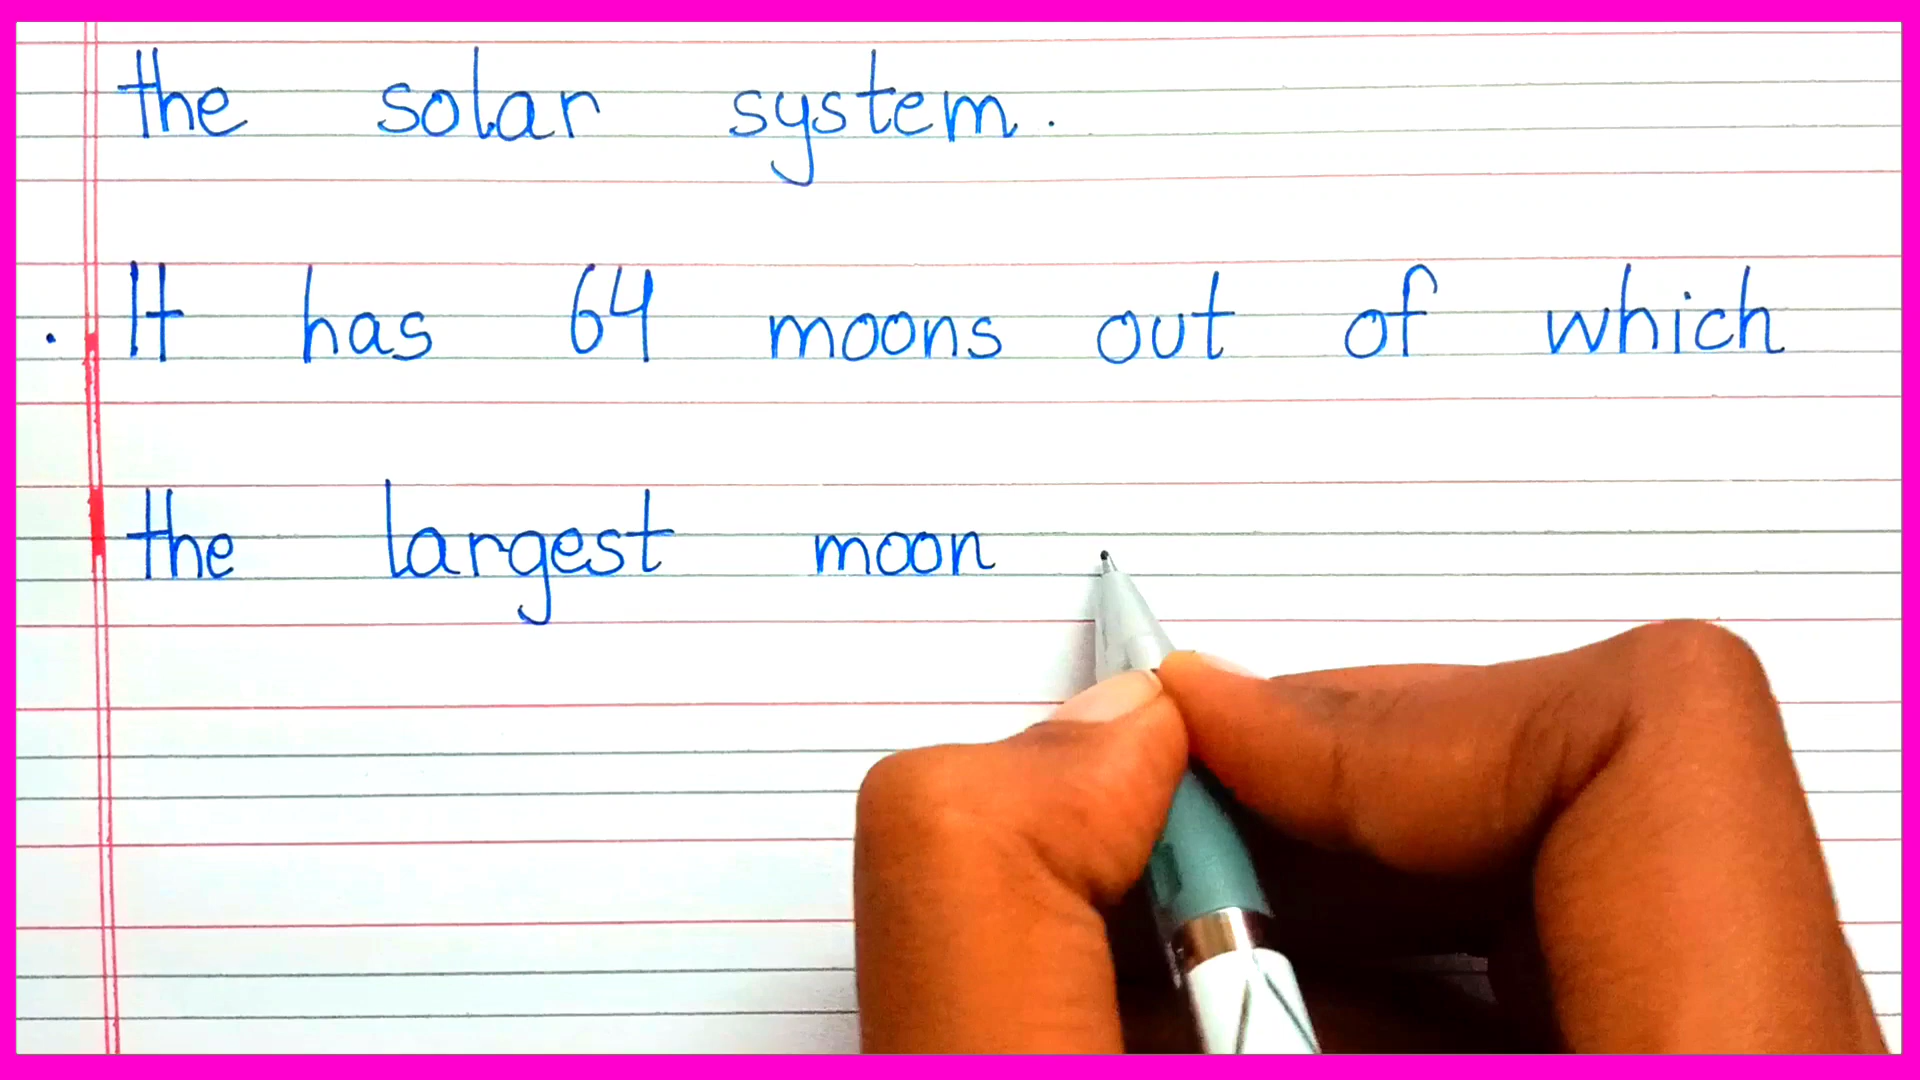 the solar system.
. It has 64 moons out of which
the largest moon